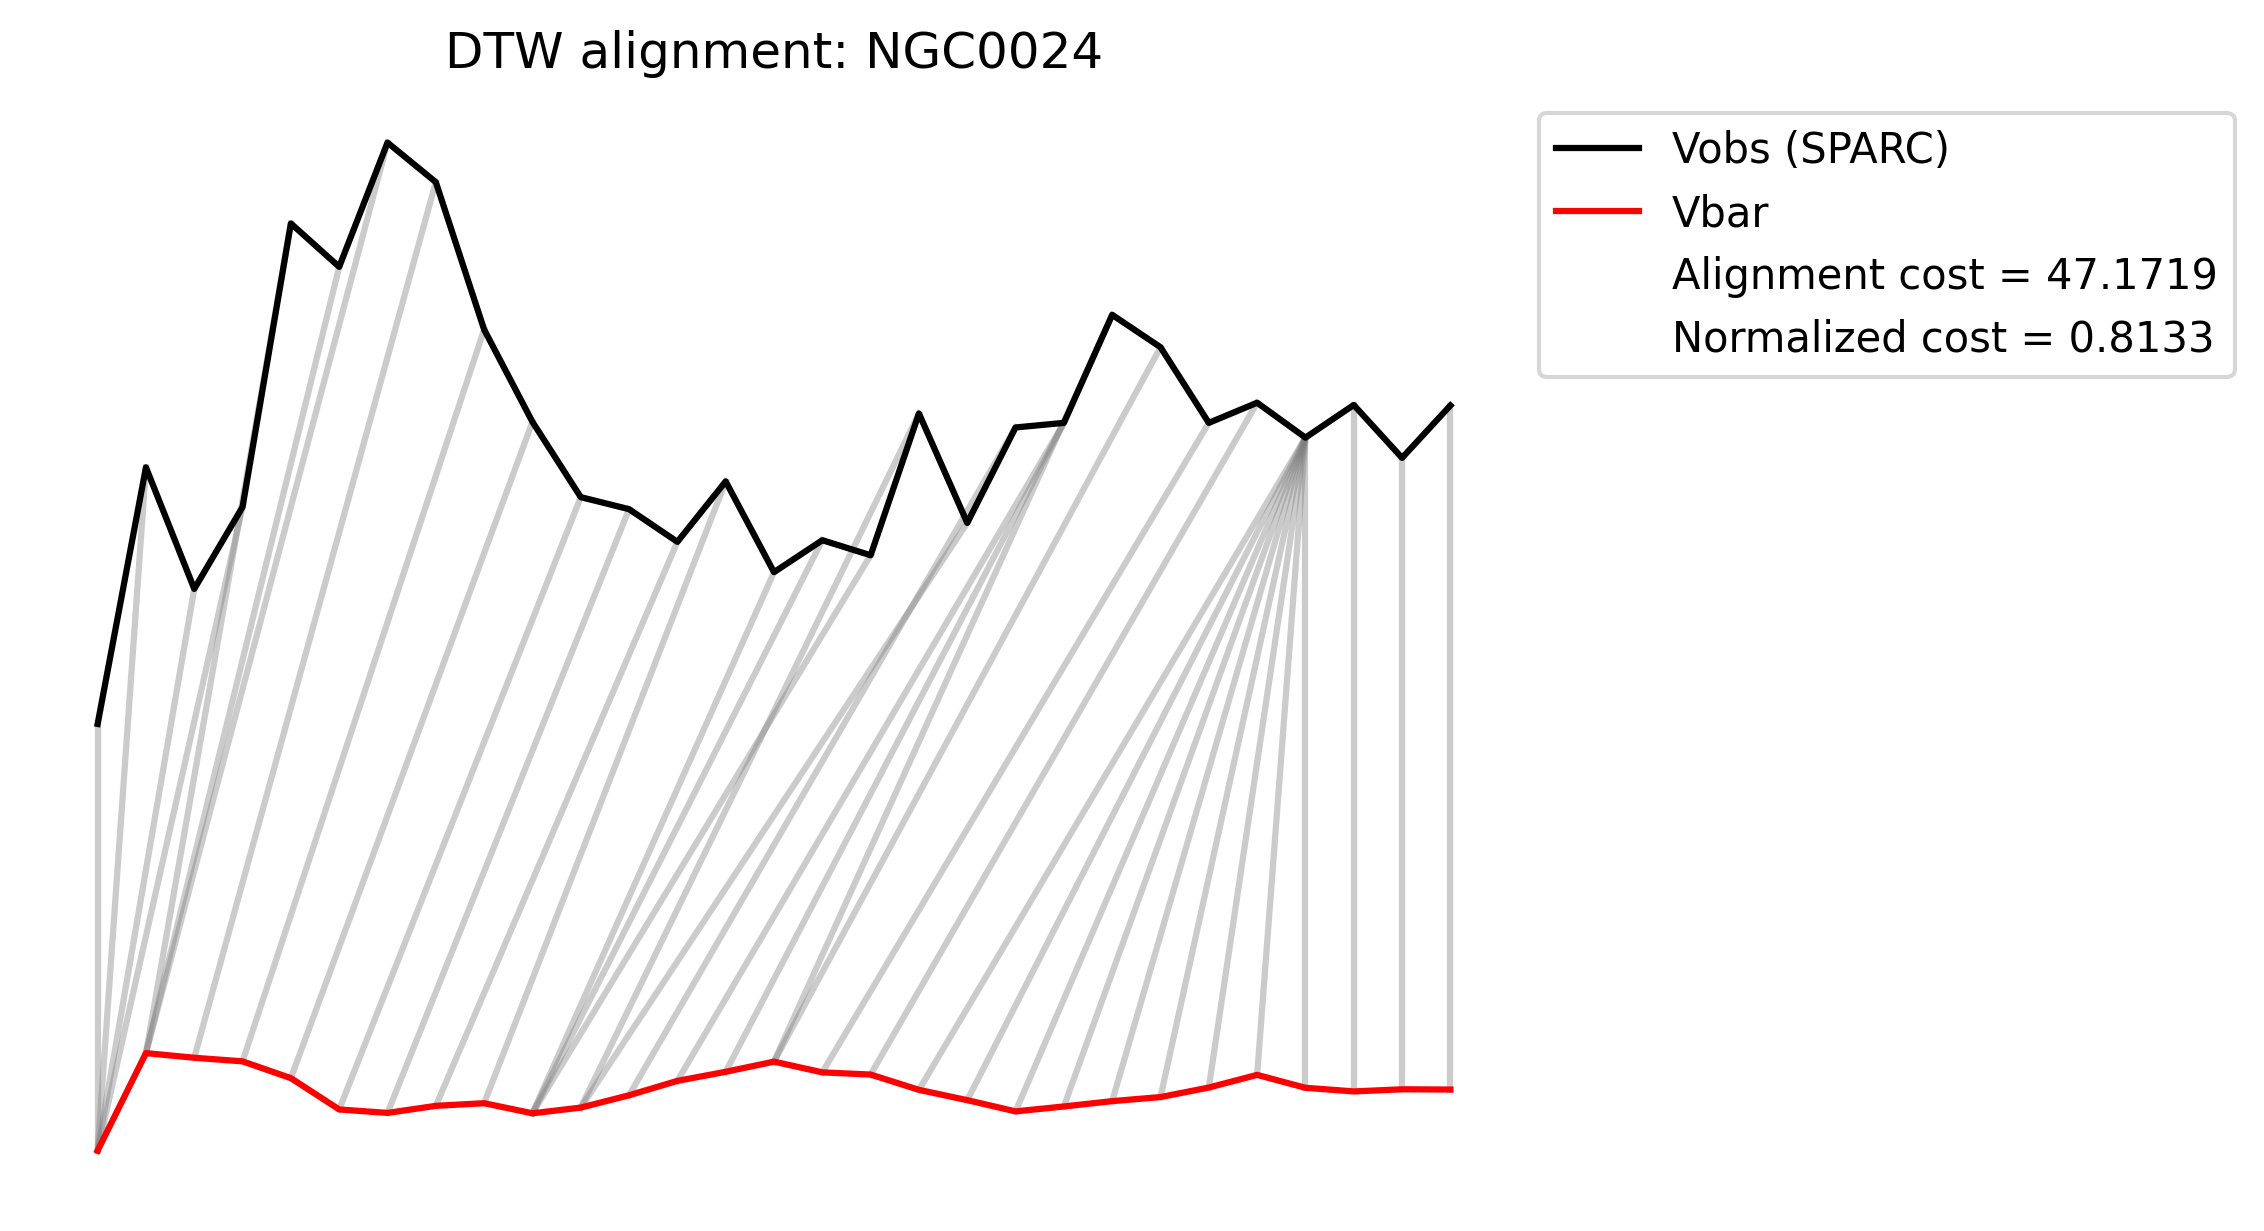 DTW alignment: NGC0024
Vobs (SPARC)
Vbar
Alignment cost = 47.1719
Normalized cost = 0.8133